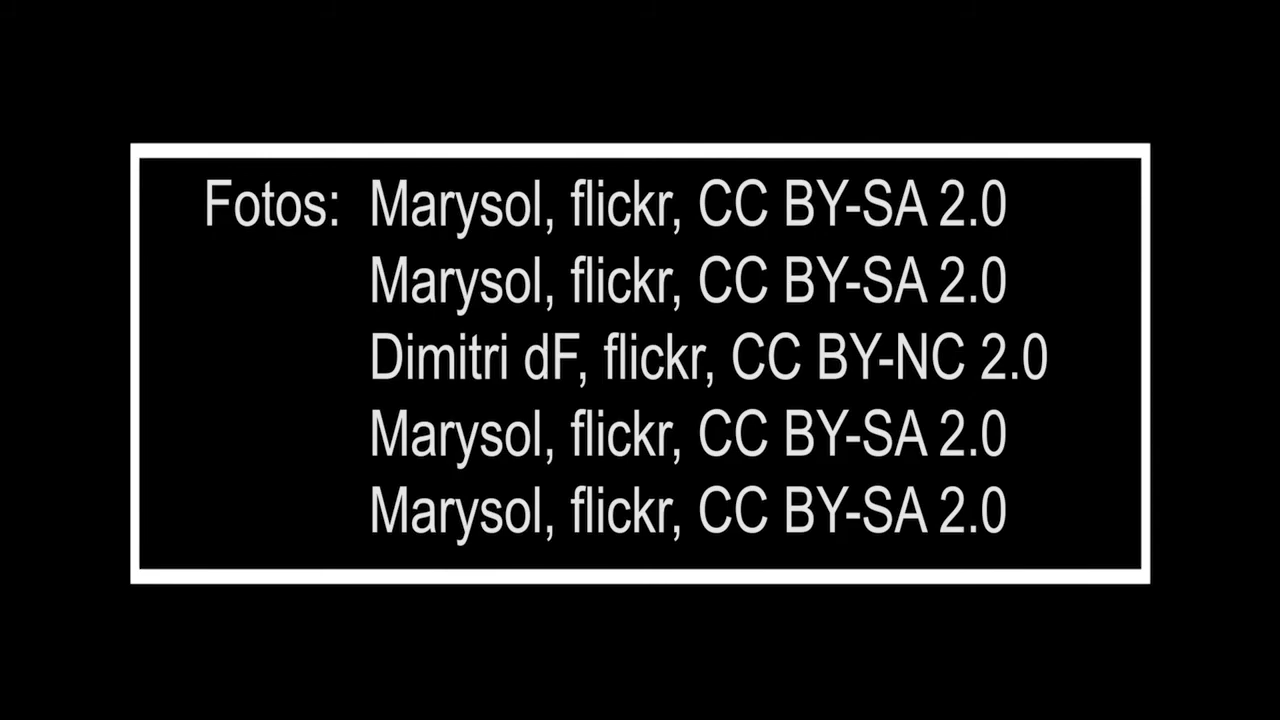 Fotos: Marysol, flickr, CC BY-SA 2.0
Marysol, flickr, CC BY-SA 2.0
Dimitri dF, flickr, CC BY-NC 2.0
Marysol, flickr, CC BY-SA 2.0
Marysol, flickr, CC BY-SA 2.0